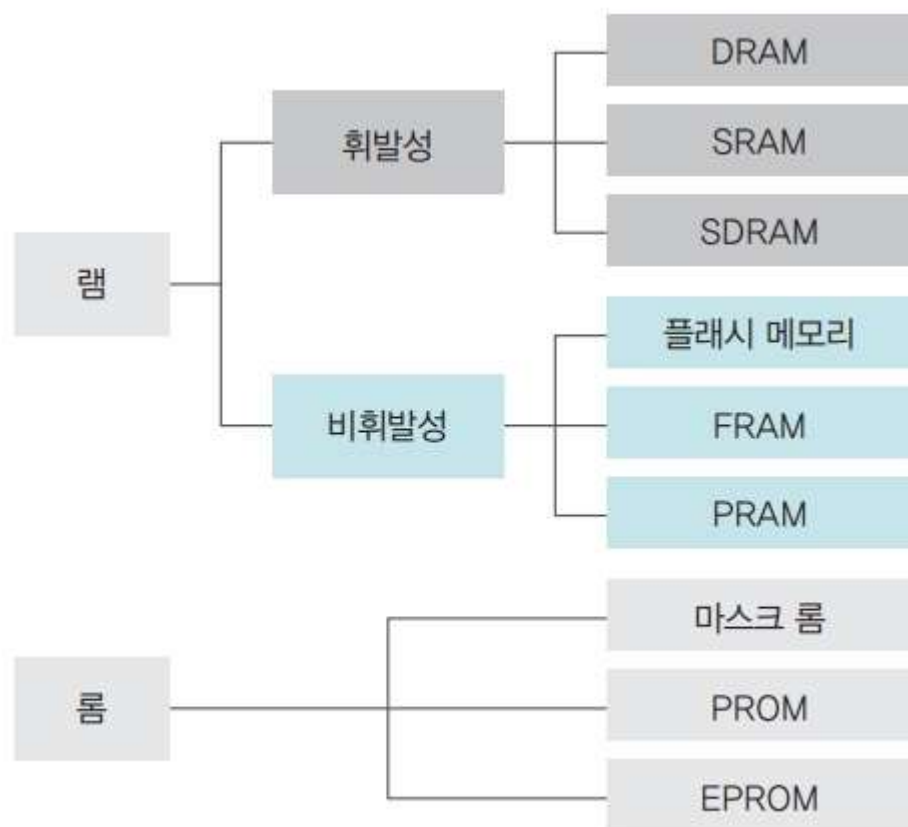 램
휘발성
DRAM
SRAM
SDRAM
비휘발성
플래시 메모리
FRAM
PRAM
롬
마스크 롬
PROM
EPROM